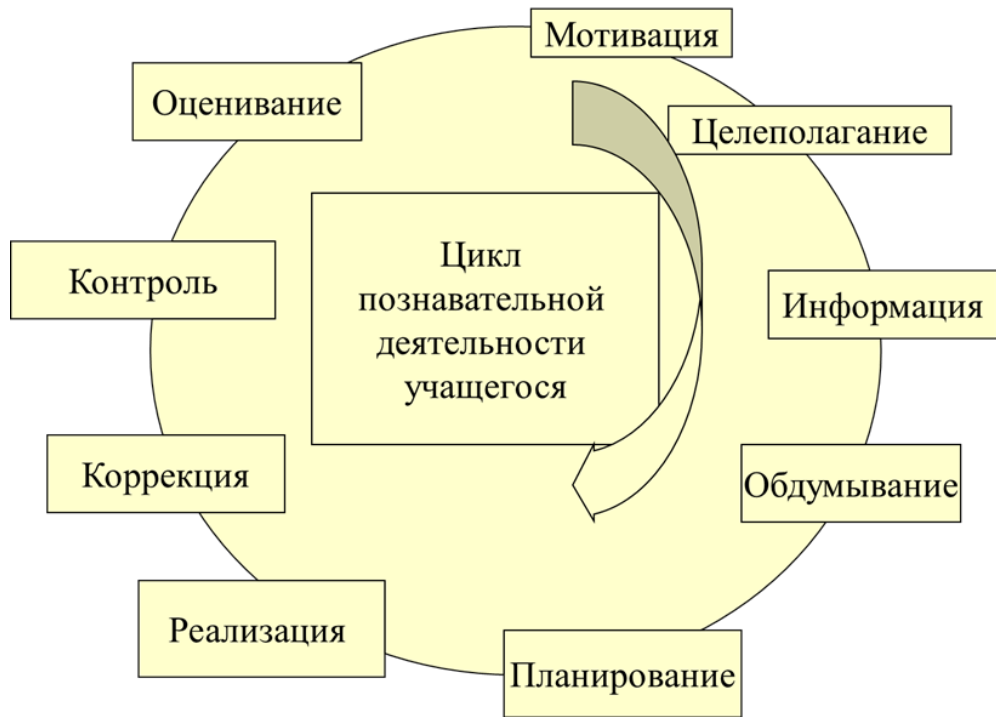 Мотивация
Целеполагание
Информация
Обдумывание
Планирование
Реализация
Коррекция
Контроль
Оценивание
Цикл
познавательной
деятельности
учащегося